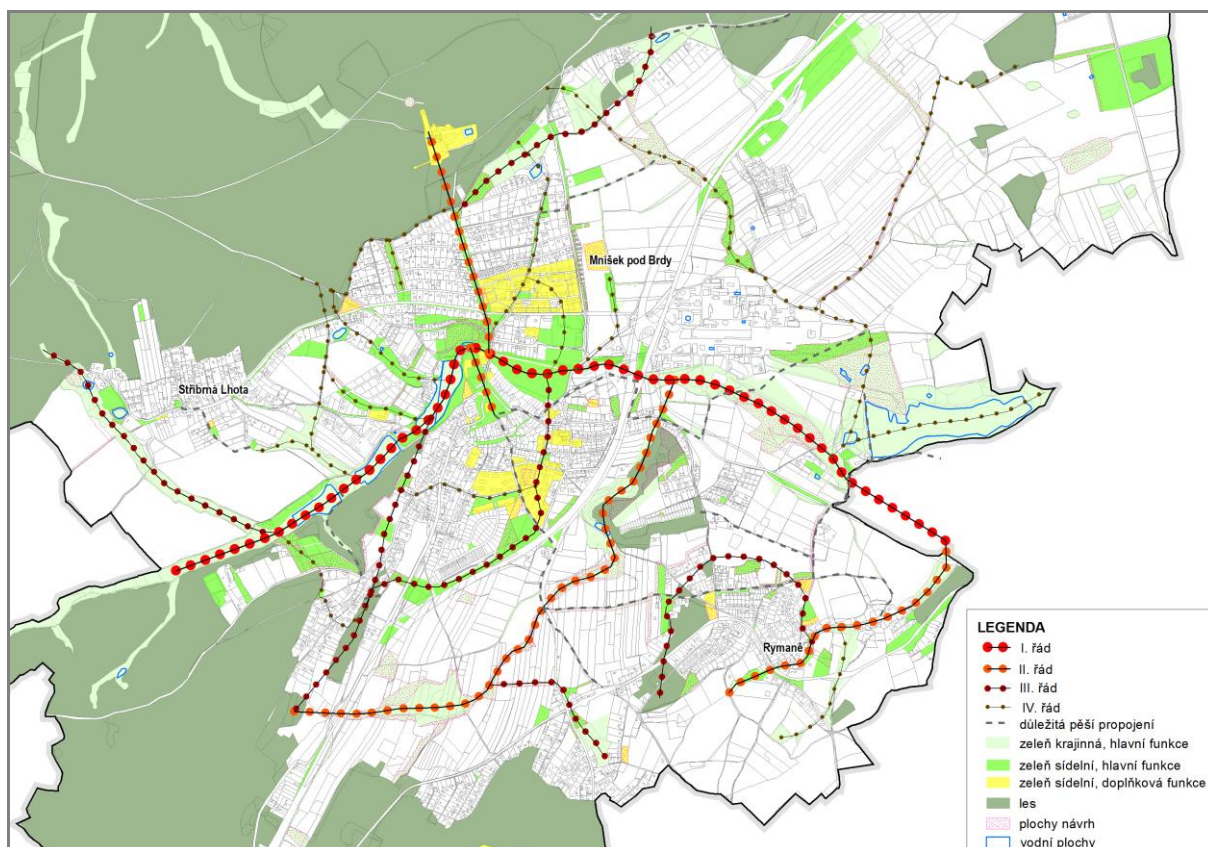 Mníšek pod Brdy
Stříbrná Lhota
Rymaně
LEGENDA
I. řád
II. řád
III. řád
IV. řád
důležitá pěší propojení
zeleň krajinná, hlavní funkce
zeleň sídelní, hlavní funkce
zeleň sídelní, doplňková funkce
les
plochy návrh
vodní plochy